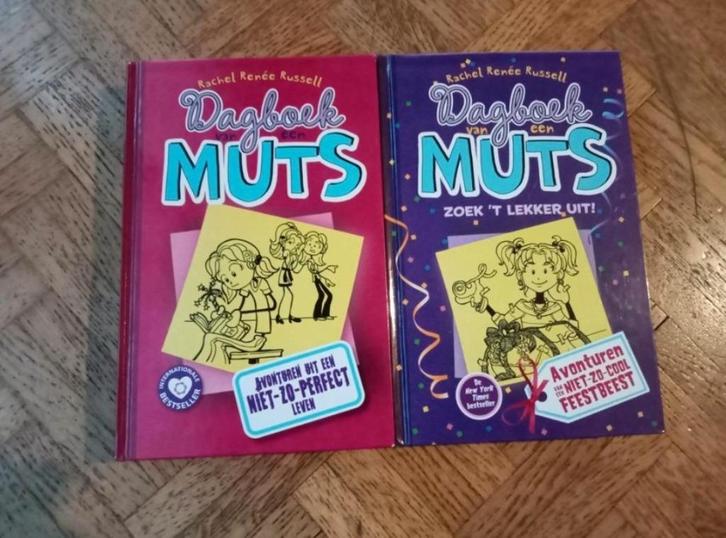 Rachel Renée Russell
Dagboek
van een
MUTS
INTERNATIONALE
BESTSELLER
AVONTUREN UIT EEN
NIET-ZO-PERFECT
LEVEN
Rachel Renée Russell
Dagboek
van een
MUTS
ZOEK 'T LEKKER UIT!
De
New York
Times
bestseller
Avonturen
VAN EEN NIET-ZO-COOL
FEESTBEEST